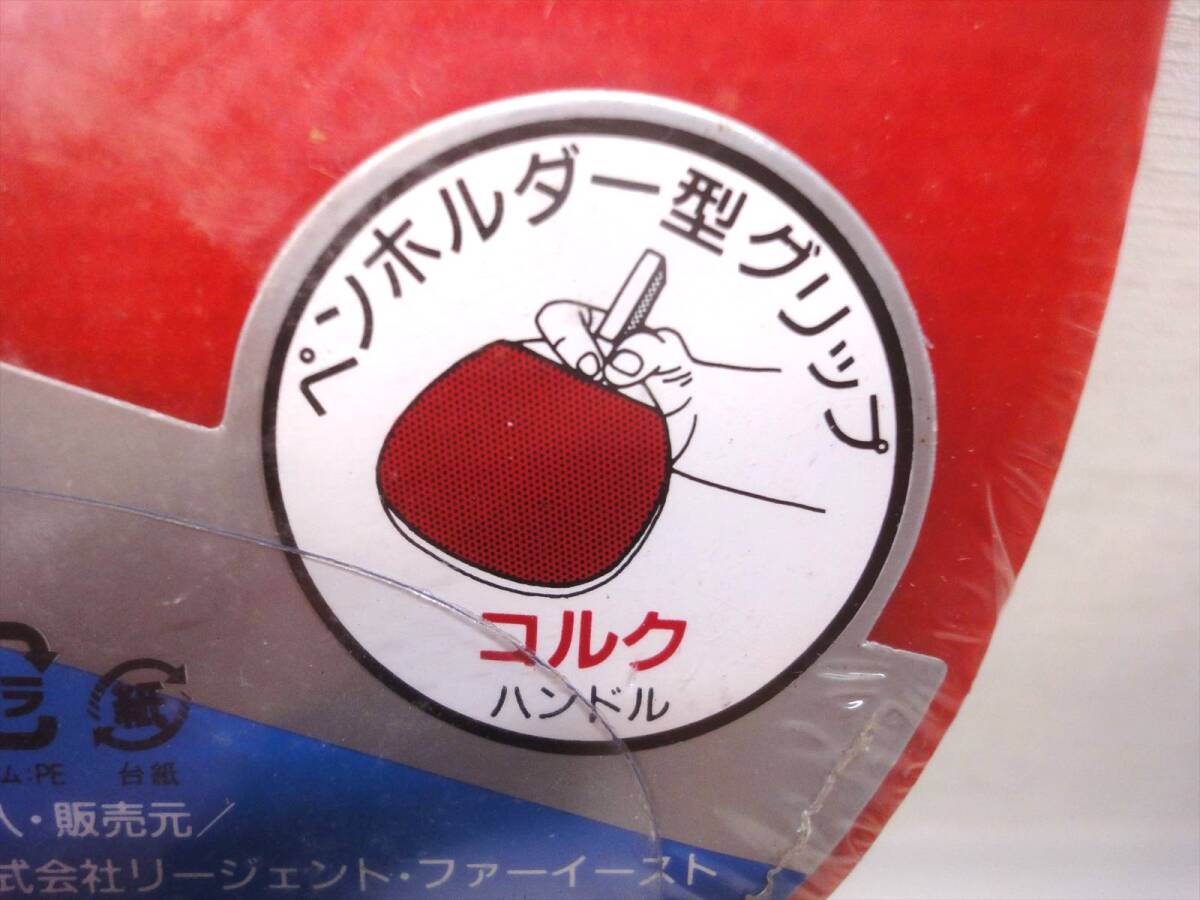 ペンホルダー型グリップ
コルク
ハンドル
ラ
紙
ム:PE
台紙
入・販売元/
式会社リージェント・ファーイースト